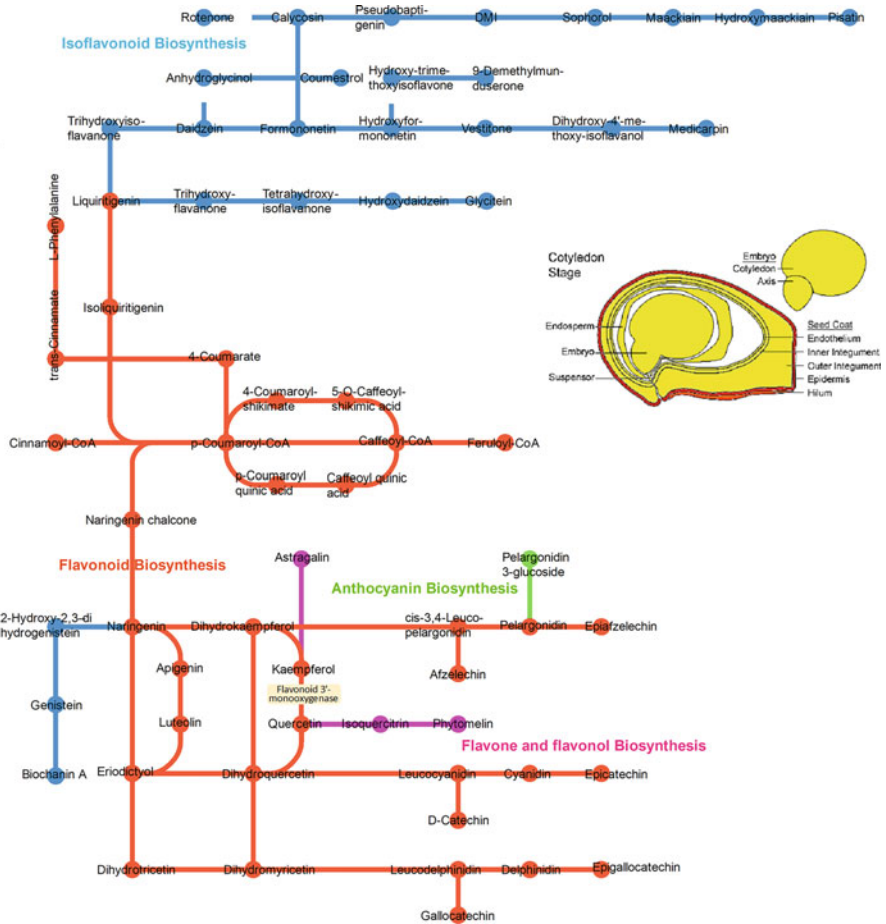 Rotenone
Calycosin
Pseudobapti-
genin
DMI
Sophorol
Maackiain
Hydroxymaackiain
Pisatin
Isoflavonoid Biosynthesis
Anhydroglycinol
Coumestrol
Hydroxy-trime-
thoxyisoflavone
9-Demethylmun-
duserone
Trihydroxyiso-
flavanone
Daidzein
Formononetin
Hydroxyfor-
mononetin
Vestitone
Dihydroxy-4'-me-
thoxy-isoflavanol
Medicarpin
Liquiritigenin
Trihydroxy-
flavanone
Tetrahydroxy-
isoflavanone
Hydroxydaidzein
Glycitein
L-Phenylalanine
trans-Cinnamate
Isoliquiritigenin
4-Coumarate
Cotyledon
Stage
Embryo
Cotyledon
Axis
Endosperm
Embryo
Suspensor
Seed Coat
Endothelium
Inner Integument
Outer Integument
Epidermis
Hilum
4-Coumaroyl-
shikimate
5-O-Caffeoyl-
shikimic acid
Cinnamoyl-CoA
p-Coumaroyl-CoA
Caffeoyl-CoA
Feruloyl-CoA
p-Coumaroyl
quinic acid
Caffeoyl quinic
acid
Naringenin chalcone
Flavonoid Biosynthesis
Astragalin
Anthocyanin Biosynthesis
Pelargonidin
3-glucoside
2-Hydroxy-2,3-di
hydrogenistein
Naringenin
Dihydrokaempferol
cis-3,4-Leuco-
pelargonidin
Pelargonidin
Epiafzelechin
Apigenin
Kaempferol
Afzelechin
Flavonoid 3'-
monooxygenase
Genistein
Luteolin
Quercetin
Isoquercitrin
Phytomelin
Flavone and flavonol Biosynthesis
Biochanin A
Eriodictyol
Dihydroquercetin
Leucocyanidin
Cyanidin
Epicatechin
D-Catechin
Dihydrotricetin
Dihydromyricetin
Leucodelphinidin
Delphinidin
Epigallocatechin
Gallocatechin